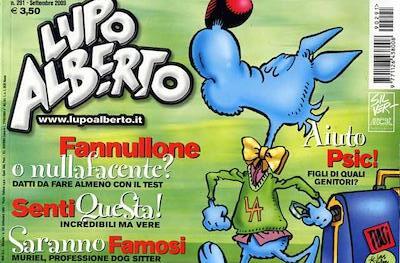 n. 291 - Settembre 2009
€ 3,50
LUPO
ALBERTO
www.lupoalberto.it
Fannullone
o nullafacente?
DATTI DA FARE ALMENO CON IL TEST
Senti Questa!
INCREDIBILI MA VERE
Saranno Famosi
MURIEL, PROFESSIONE DOG SITTER
Aiuto
Psic!
FIGLI DI QUALI
GENITORI?
SILVER
LA